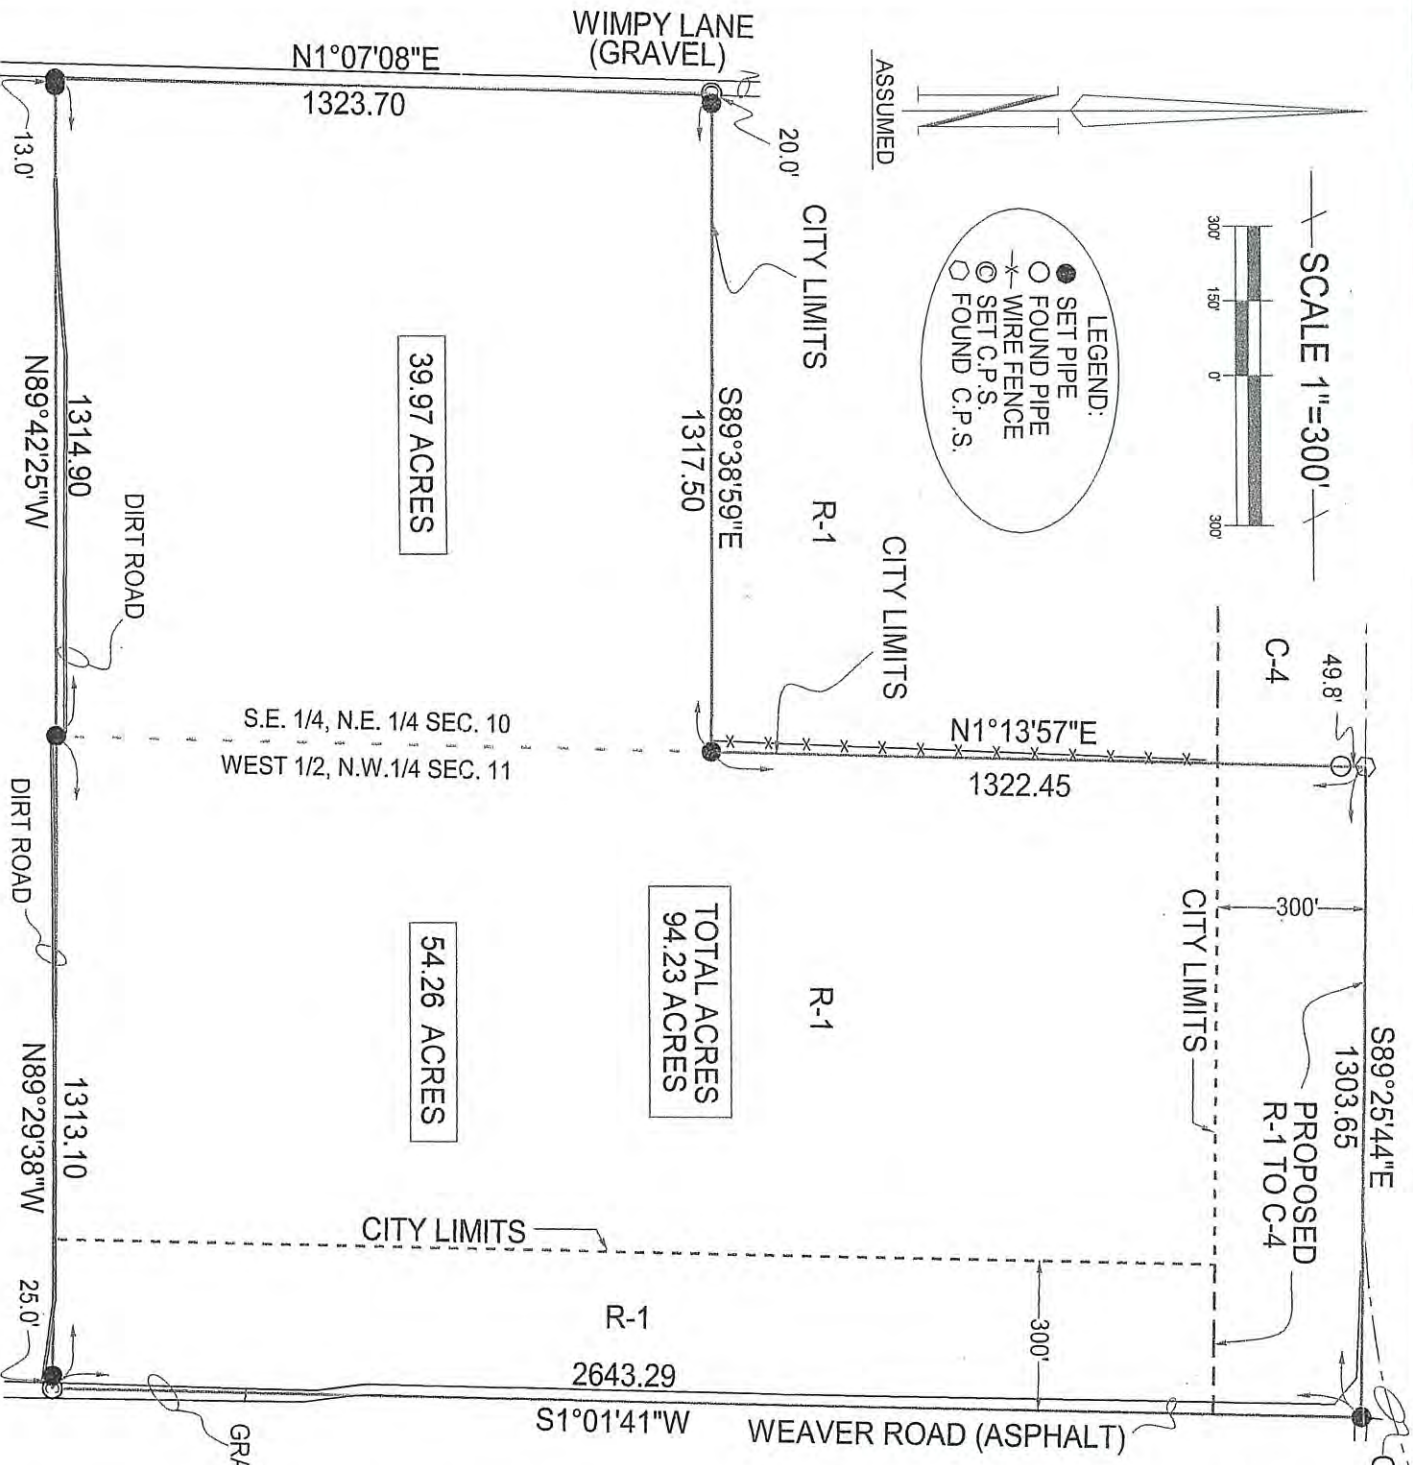 WIMPY LANE
(GRAVEL)
N1°07'08"E
1323.70
13.0'
20.0'
ASSUMED
SCALE 1"=300'
300'
150'
0'
300'
LEGEND:
SET PIPE
FOUND PIPE
WIRE FENCE
SET C.P.S.
FOUND C.P.S.
CITY LIMITS
R-1
S89°38'59"E
1317.50
39.97 ACRES
1314.90
N89°42'25"W
DIRT ROAD
CITY LIMITS
C-4
49.8'
N1°13'57"E
1322.45
S.E. 1/4, N.E. 1/4 SEC. 10
WEST 1/2, N.W.1/4 SEC. 11
DIRT ROAD
300'
CITY LIMITS
S89°25'44"E
1303.65
PROPOSED
R-1 TO C-4
TOTAL ACRES
94.23 ACRES
R-1
54.26 ACRES
1313.10
N89°29'38"W
CITY LIMITS
R-1
300'
25.0'
2643.29
S1°01'41"W
WEAVER ROAD (ASPHALT)
GRA